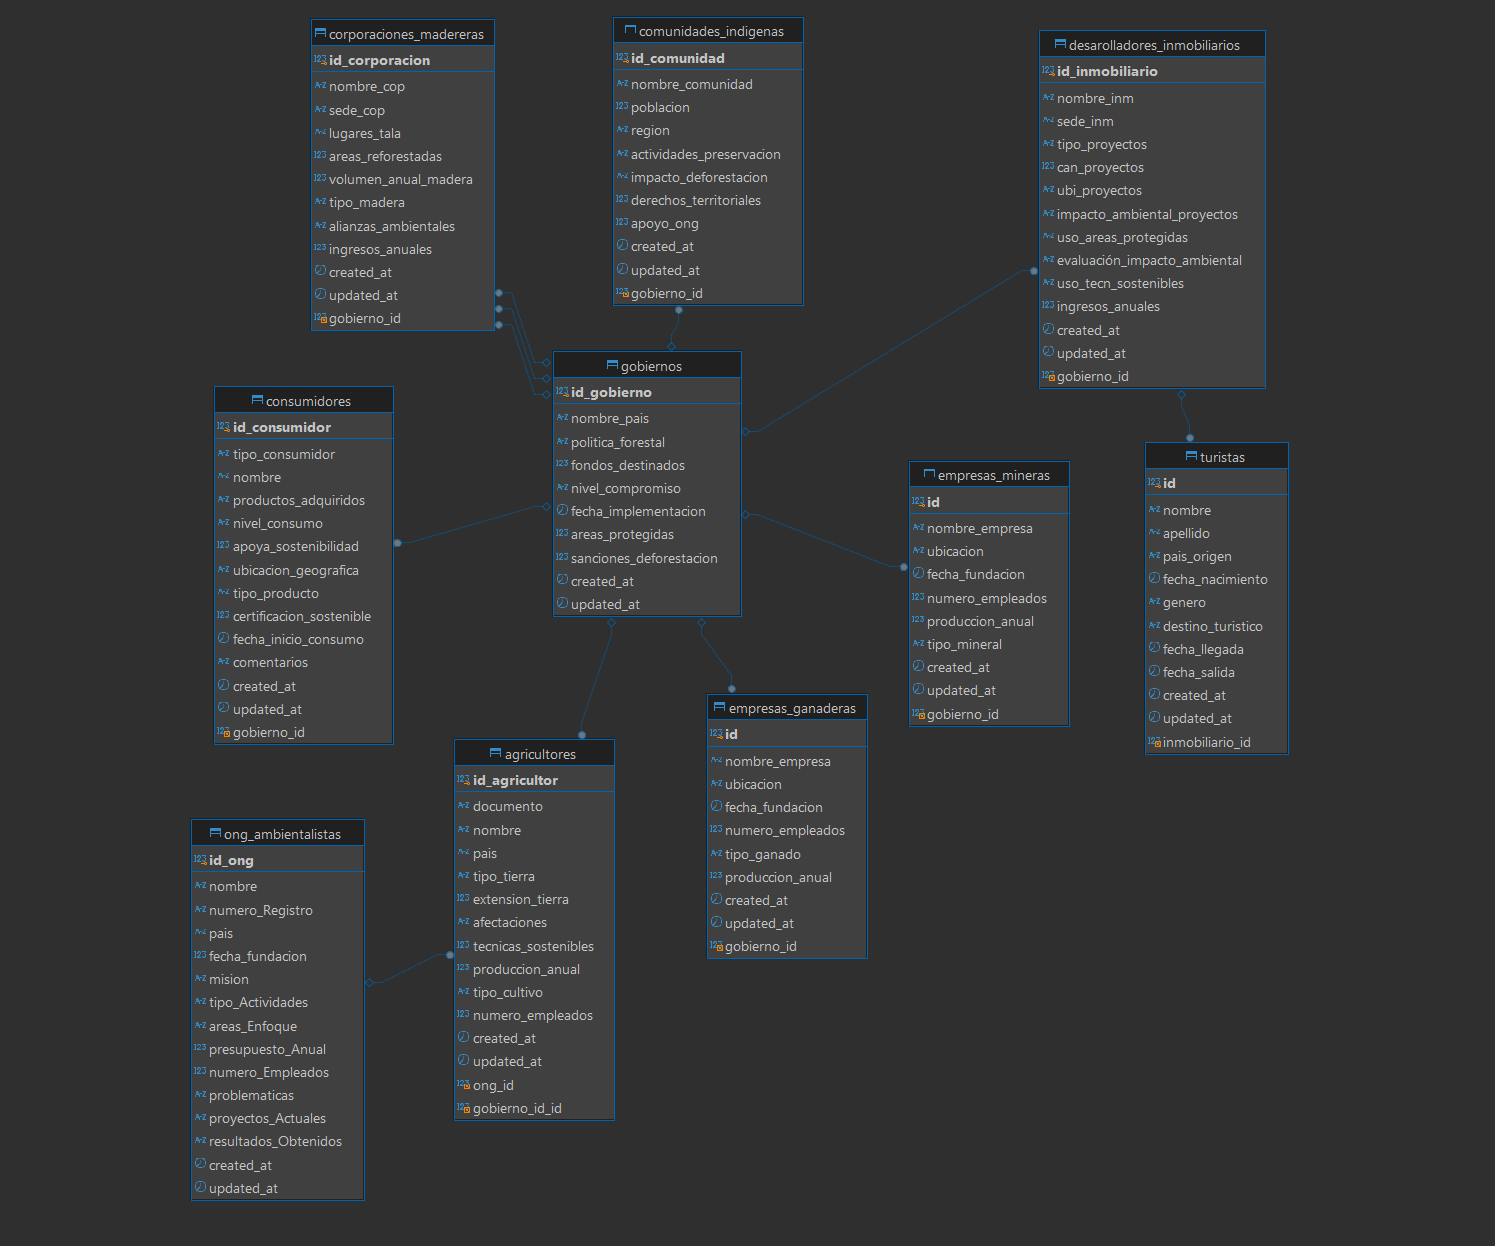 corporaciones_madereras
id_corporacion
nombre_cop
sede_cop
lugares_tala
areas_reforestadas
volumen_anual_madera
tipo_madera
alianzas_ambientales
ingresos_anuales
created_at
updated_at
gobierno_id
comunidades_indigenas
id_comunidad
nombre_comunidad
poblacion
region
actividades_preservacion
impacto_deforestacion
derechos_territoriales
apoyo_ong
created_at
updated_at
gobierno_id
desarolladores_inmobiliarios
id_inmobiliario
nombre_inm
sede_inm
tipo_proyectos
can_proyectos
ubi_proyectos
impacto_ambiental_proyectos
uso_areas_protegidas
evaluación_impacto_ambiental
uso_tecn_sostenibles
ingresos_anuales
created_at
updated_at
gobierno_id
gobiernos
id_gobierno
nombre_pais
politica_forestal
fondos_destinados
nivel_compromiso
fecha_implementacion
areas_protegidas
sanciones_deforestacion
created_at
updated_at
consumidores
id_consumidor
tipo_consumidor
nombre
productos_adquiridos
nivel_consumo
apoya_sostenibilidad
ubicacion_geografica
tipo_producto
certificacion_sostenible
fecha_inicio_consumo
comentarios
created_at
updated_at
gobierno_id
empresas_mineras
id
nombre_empresa
ubicacion
fecha_fundacion
numero_empleados
produccion_anual
tipo_mineral
created_at
updated_at
gobierno_id
turistas
id
nombre
apellido
pais_origen
fecha_nacimiento
genero
destino_turistico
fecha_llegada
fecha_salida
created_at
updated_at
inmobiliario_id
empresas_ganaderas
id
nombre_empresa
ubicacion
fecha_fundacion
numero_empleados
tipo_ganado
produccion_anual
created_at
updated_at
gobierno_id
agricultores
id_agricultor
documento
nombre
pais
tipo_tierra
extension_tierra
afectaciones
tecnicas_sostenibles
produccion_anual
tipo_cultivo
numero_empleados
created_at
updated_at
ong_id
gobierno_id_id
ong_ambientalistas
id_ong
nombre
numero_Registro
pais
fecha_fundacion
mision
tipo_Actividades
areas_Enfoque
presupuesto_Anual
numero_Empleados
problematicas
proyectos_Actuales
resultados_Obtenidos
created_at
updated_at